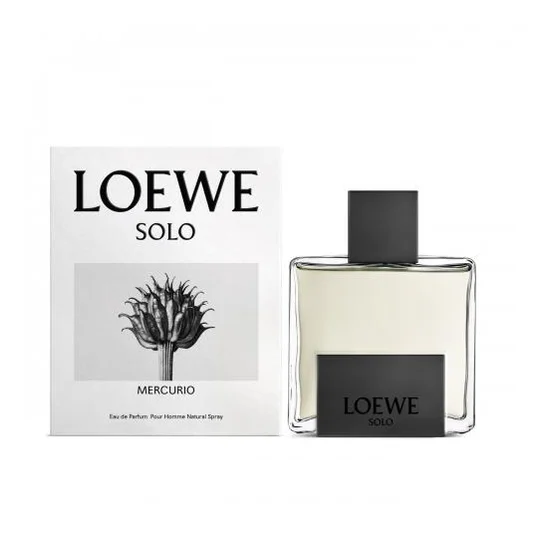 LOEWE
SOLO
MERCURIO
Eau de Parfum Pour Homme Natural Spray
LOEWE
SOLO